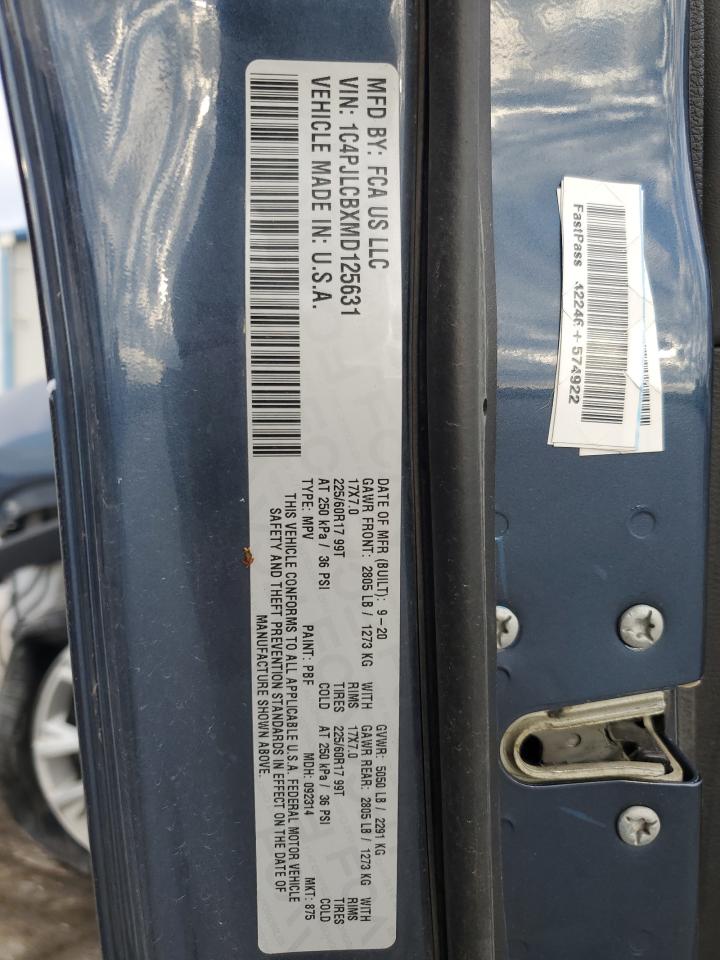 MFD BY: FCA US LLC
VIN: 1C4PJLCBXMD125631
VEHICLE MADE IN: U.S.A.
DATE OF MFR (BUILT): 9-20 GVWR: 5050 LB / 2291 KG
GAWR FRONT: 2805 LB / 1273 KG WITH GAWR REAR: 2805 LB / 1273 KG WITH
17X7.0 RIMS 17X7.0 RIMS
225/60R17 99T TIRES 225/60R17 99T TIRES
AT 250 kPa / 36 PSI COLD AT 250 kPa / 36 PSI COLD
TYPE: MPV PAINT: PBF MDH: 092314 MKT: 875
THIS VEHICLE CONFORMS TO ALL APPLICABLE U.S.A. FEDERAL MOTOR VEHICLE
SAFETY AND THEFT PREVENTION STANDARDS IN EFFECT ON THE DATE OF
MANUFACTURE SHOWN ABOVE.
FastPass 42246 + 574922